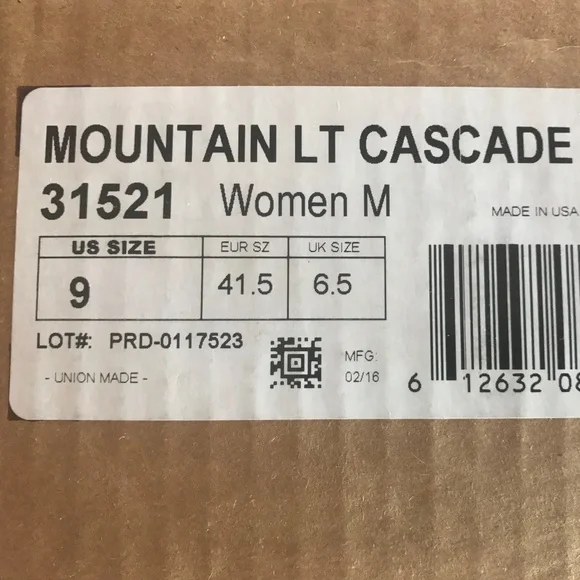 MOUNTAIN LT CASCADE
31521 Women M
MADE IN USA
US SIZE EUR SZ UK SIZE
9 41.5 6.5
LOT#: PRD-0117523
MFG:
- UNION MADE - 02/16
6 12632 08